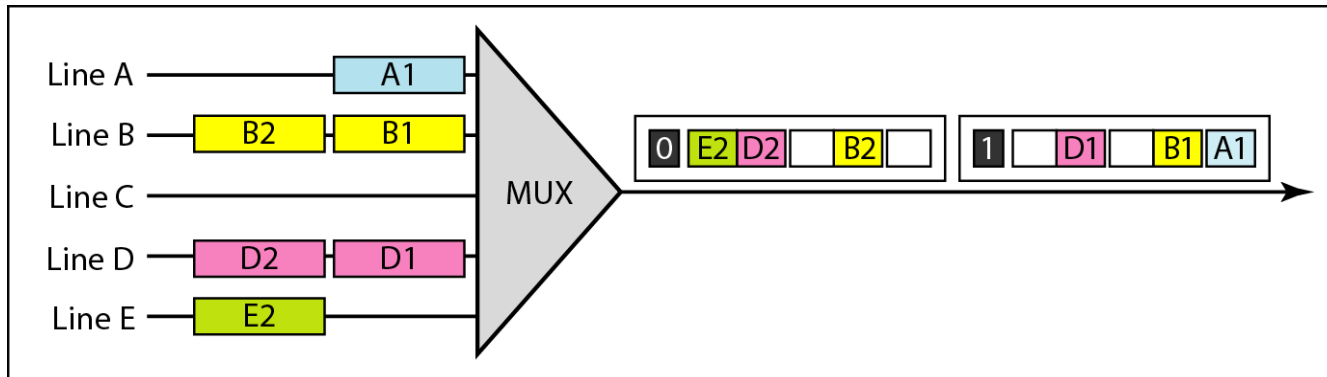 Line A A1
Line B B2 B1
Line C
Line D D2 D1
Line E E2
MUX
0 E2 D2 B2
1 D1 B1 A1